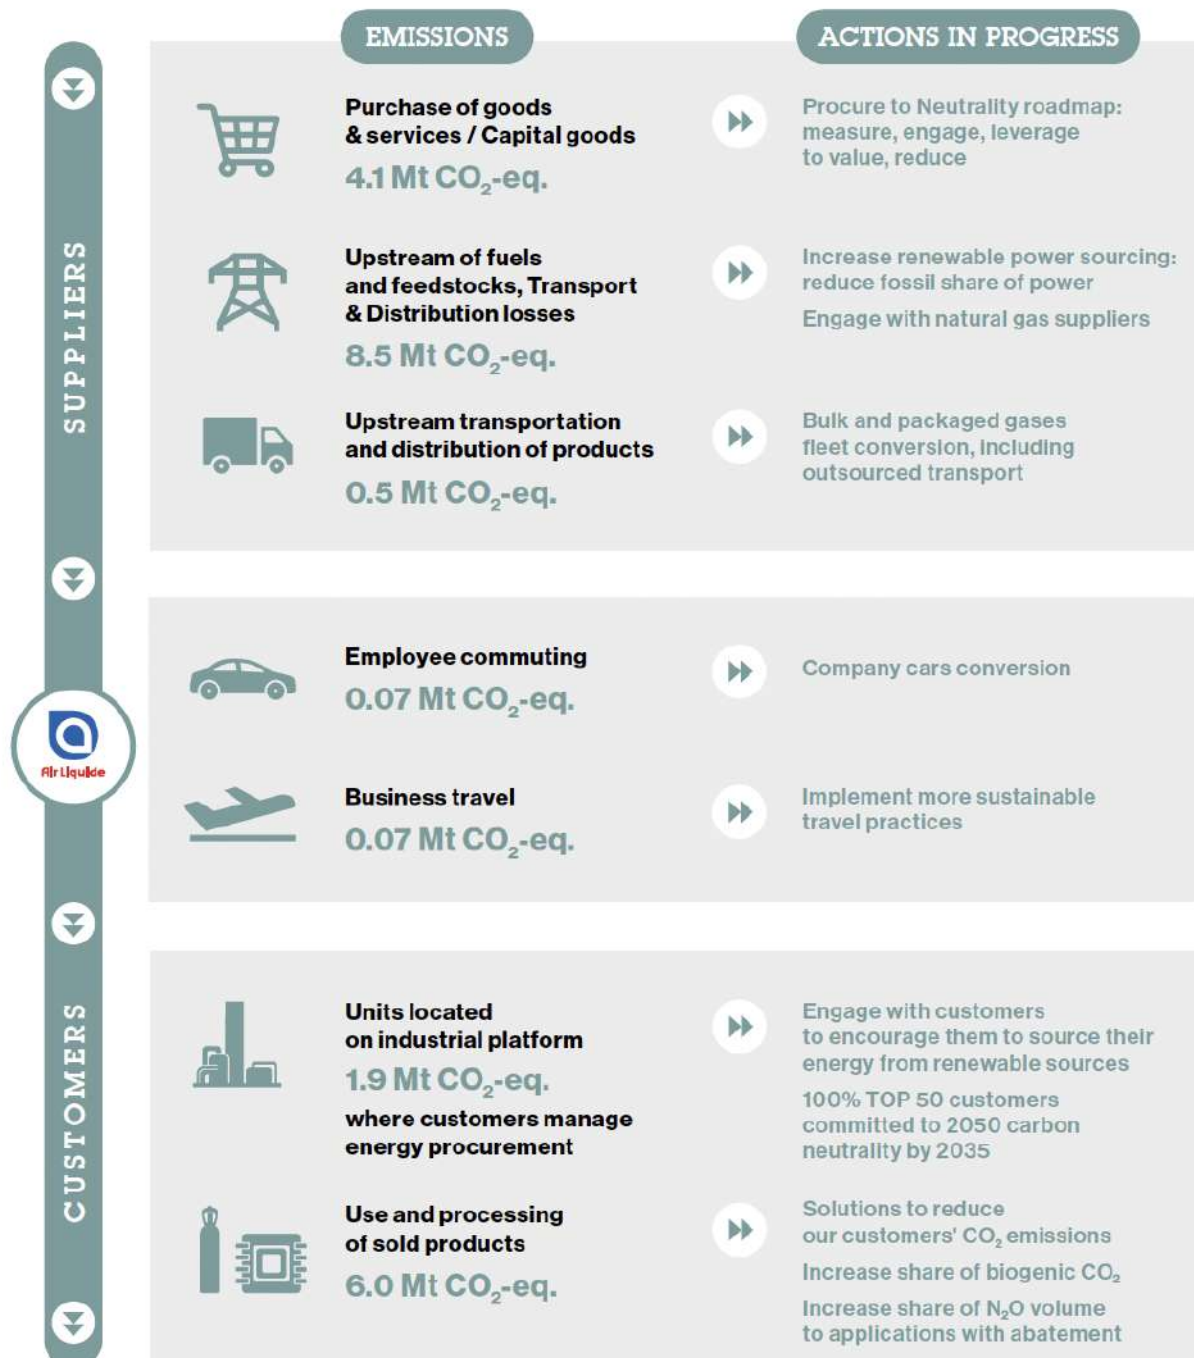 EMISSIONS
ACTIONS IN PROGRESS
SUPPLIERS
Purchase of goods
& services / Capital goods
4.1 Mt CO₂-eq.
Procure to Neutrality roadmap:
measure, engage, leverage
to value, reduce
Upstream of fuels
and feedstocks, Transport
& Distribution losses
8.5 Mt CO₂-eq.
Increase renewable power sourcing:
reduce fossil share of power
Engage with natural gas suppliers
Upstream transportation
and distribution of products
0.5 Mt CO₂-eq.
Bulk and packaged gases
fleet conversion, including
outsourced transport
Air Liquide
Employee commuting
0.07 Mt CO₂-eq.
Company cars conversion
Business travel
0.07 Mt CO₂-eq.
Implement more sustainable
travel practices
CUSTOMERS
Units located
on industrial platform
1.9 Mt CO₂-eq.
where customers manage
energy procurement
Engage with customers
to encourage them to source their
energy from renewable sources
100% TOP 50 customers
committed to 2050 carbon
neutrality by 2035
Use and processing
of sold products
6.0 Mt CO₂-eq.
Solutions to reduce
our customers' CO₂ emissions
Increase share of biogenic CO₂
Increase share of N₂O volume
to applications with abatement